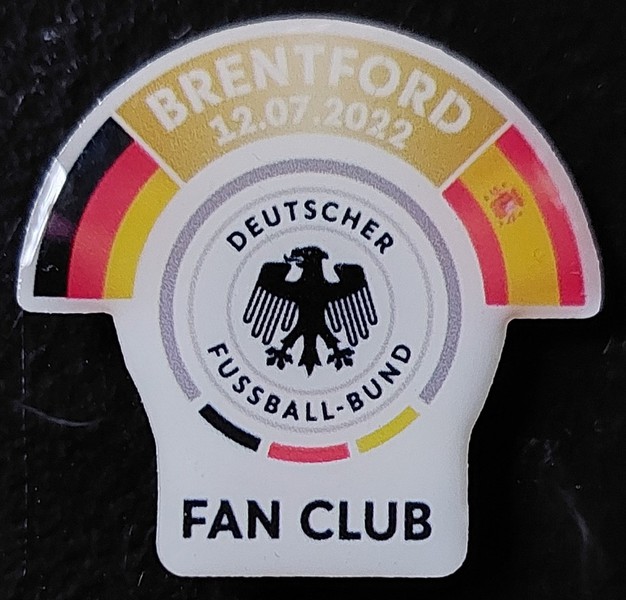 BRENTFORD
12.07.2022
DEUTSCHER
FUSSBALL-BUND
FAN CLUB